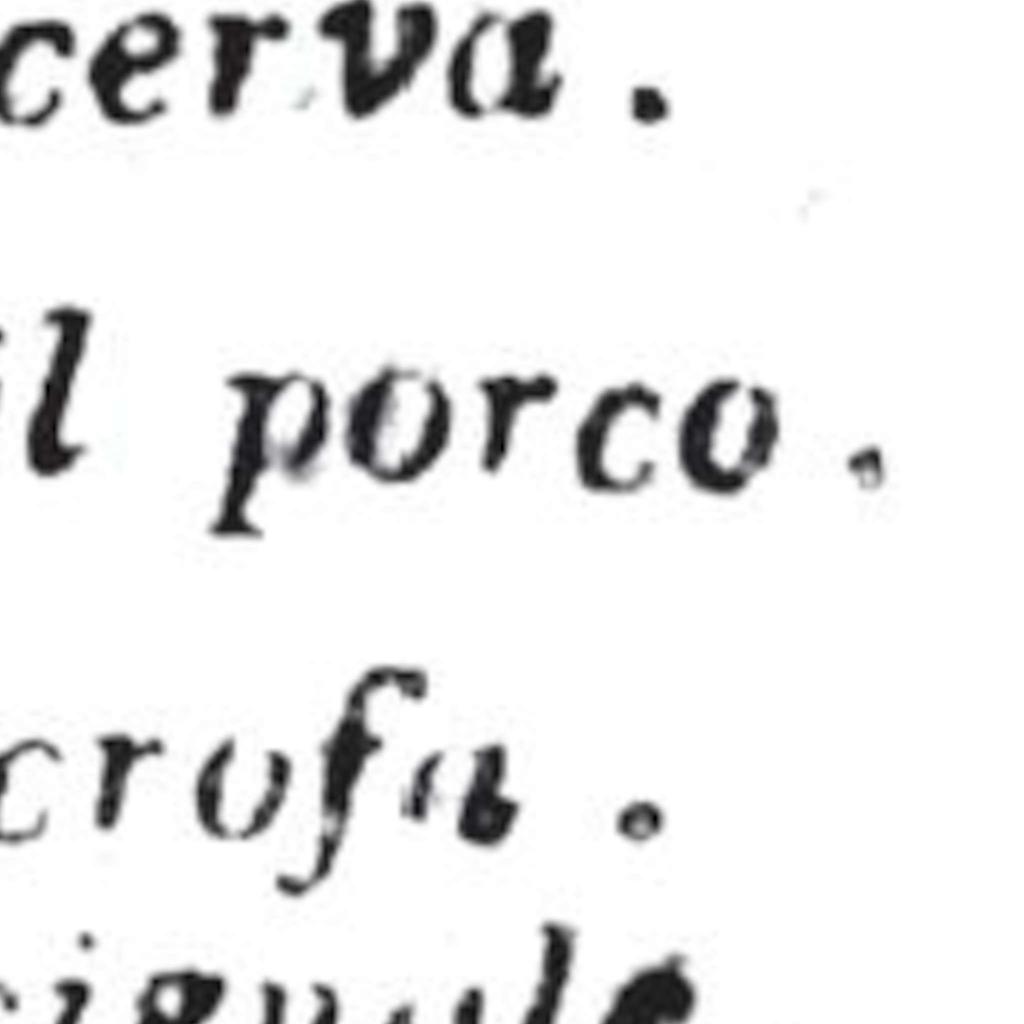 cerva .
il porco .
crofa .